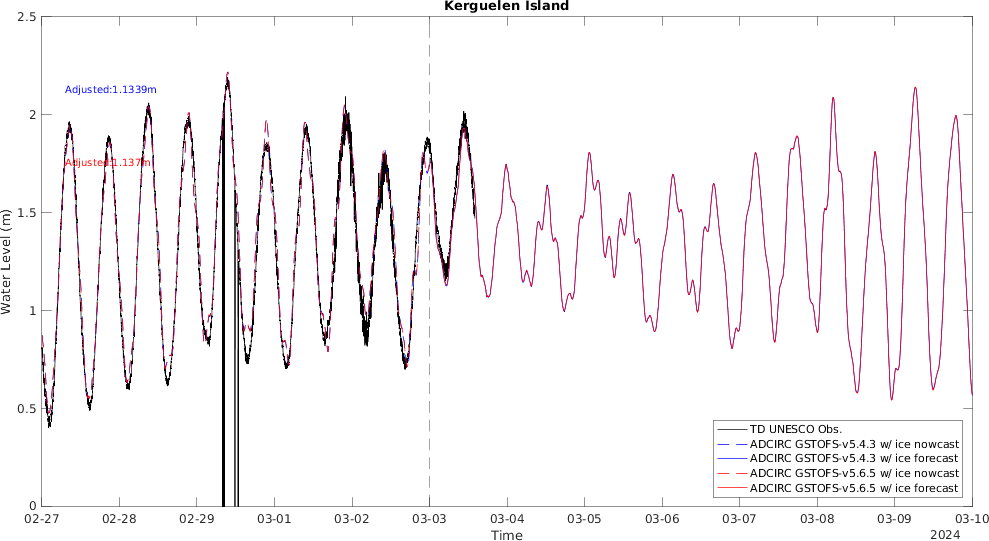 Kerguelen Island
2.5
2
1.5
1
0.5
0
Water Level (m)
Adjusted:1.1339m
Adjusted:1.137m
TD UNESCO Obs.
ADCIRC GSTOFS-v5.4.3 w/ ice nowcast
ADCIRC GSTOFS-v5.4.3 w/ ice forecast
ADCIRC GSTOFS-v5.6.5 w/ ice nowcast
ADCIRC GSTOFS-v5.6.5 w/ ice forecast
02-27 02-28 02-29 03-01 03-02 03-03 03-04 03-05 03-06 03-07 03-08 03-09 03-10
Time
2024